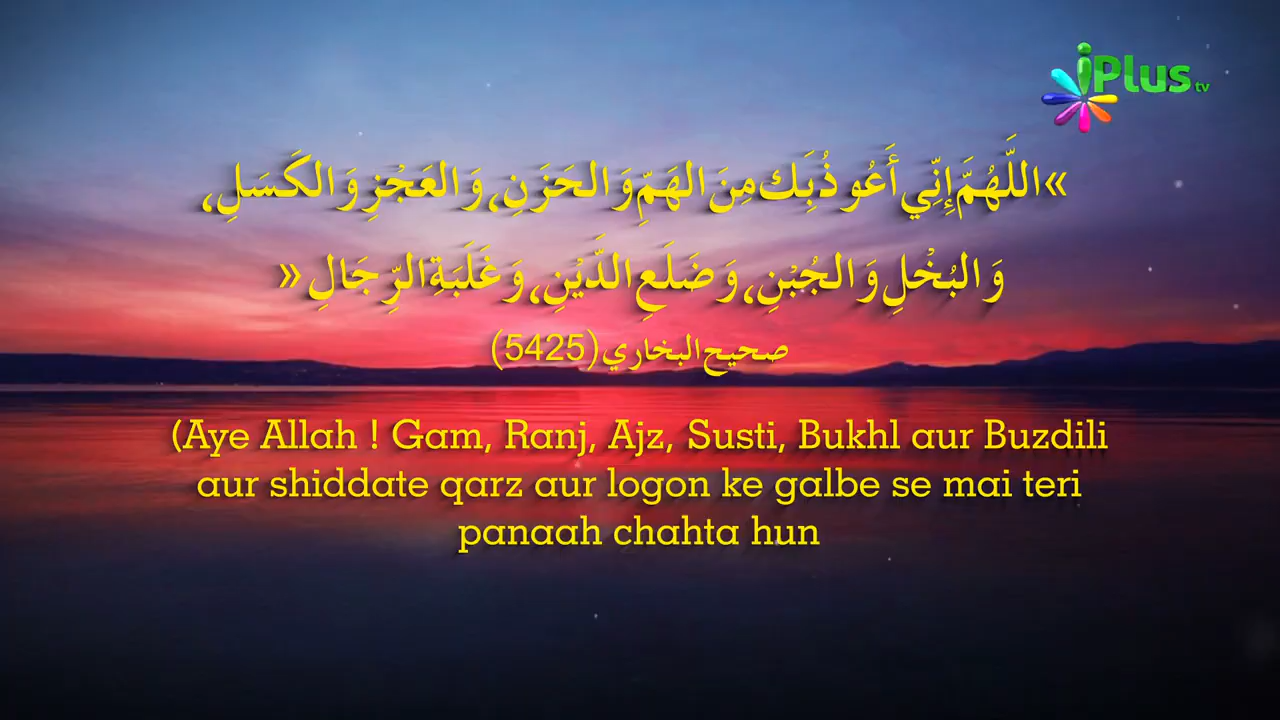 iPlus tv
»اللَّهُمَّ إِنِّي أَعُوذُ بِكَ مِنَ الهَمِّ وَالحَزَنِ، وَالعَجْزِ وَالكَسَلِ،
وَالبُخْلِ وَالجُبْنِ، وَضَلَعِ الدَّيْنِ، وَغَلَبَةِ الرِّجَالِ«
صحيح البخاري (5425)
(Aye Allah ! Gam, Ranj, Ajz, Susti, Bukhl aur Buzdili
aur shiddate qarz aur logon ke galbe se mai teri
panaah chahta hun